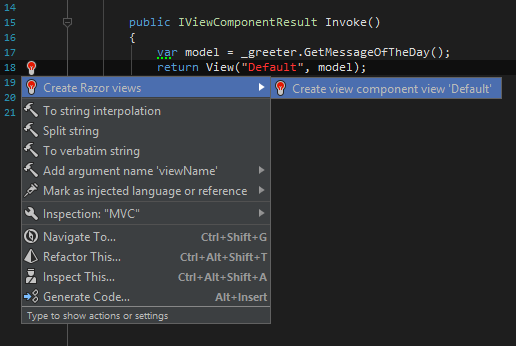 14
15 public IViewComponentResult Invoke()
16 {
17 var model = _greeter.GetMessageOfTheDay();
18 return View("Default", model);
19
20
21
Create Razor views
Create view component view 'Default'
To string interpolation
Split string
To verbatim string
Add argument name 'viewName'
Mark as injected language or reference
Inspection: "MVC"
Navigate To... Ctrl+Shift+G
Refactor This... Ctrl+Alt+Shift+T
Inspect This... Ctrl+Alt+Shift+A
Generate Code... Alt+Insert
Type to show actions or settings